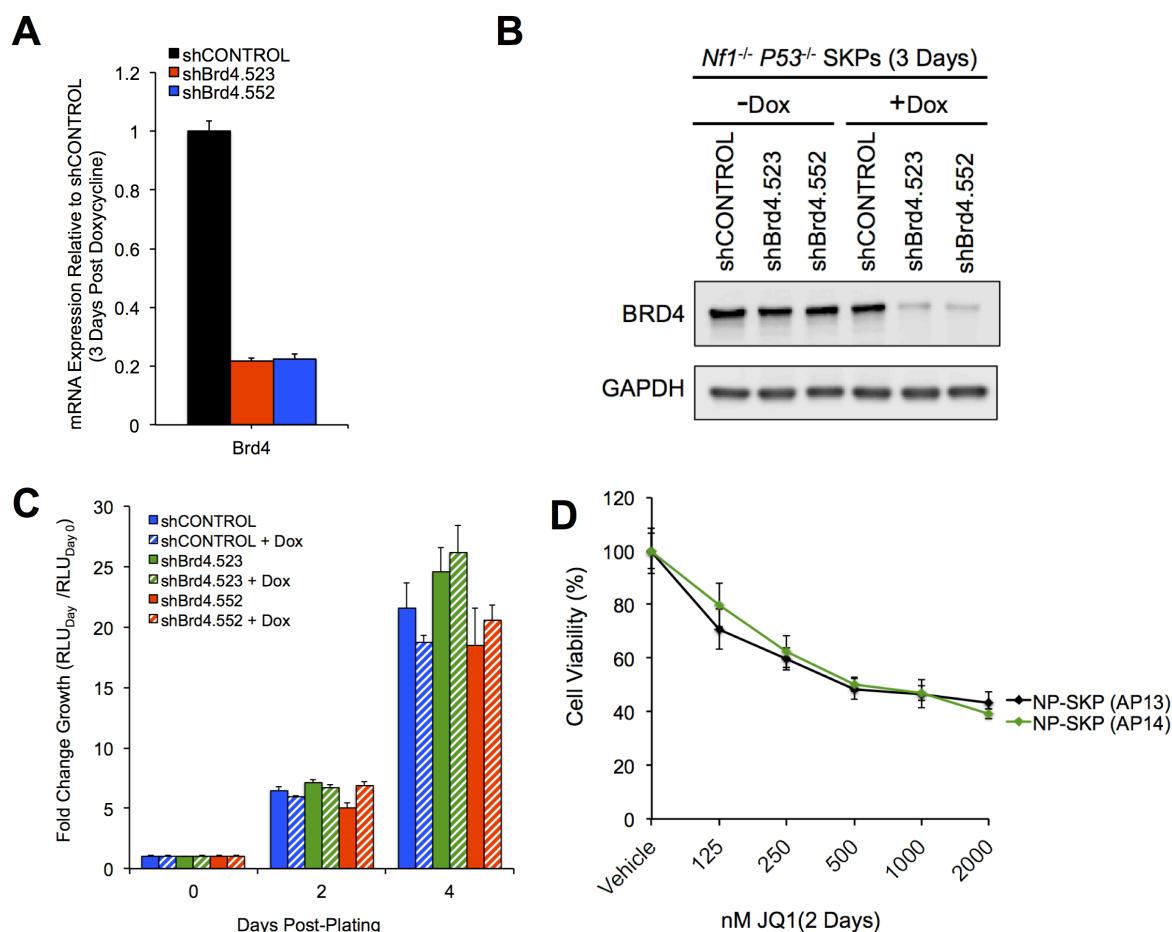 A
shCONTROL
shBrd4.523
shBrd4.552
mRNA Expression Relative to shCONTROL
(3 Days Post Doxycycline)
1.2
1
0.8
0.6
0.4
0.2
0
Brd4
B
Nf1-/- P53-/- SKPs (3 Days)
-Dox +Dox
shCONTROL shBrd4.523 shBrd4.552 shCONTROL shBrd4.523 shBrd4.552
BRD4
GAPDH
C
Fold Change Growth (RLUDay /RLUDay 0)
30
25
20
15
10
5
0
shCONTROL
shCONTROL + Dox
shBrd4.523
shBrd4.523 + Dox
shBrd4.552
shBrd4.552 + Dox
0 2 4
Days Post-Plating
D
Cell Viability (%)
120
100
80
60
40
20
0
NP-SKP (AP13)
NP-SKP (AP14)
Vehicle 125 250 500 1000 2000
nM JQ1(2 Days)